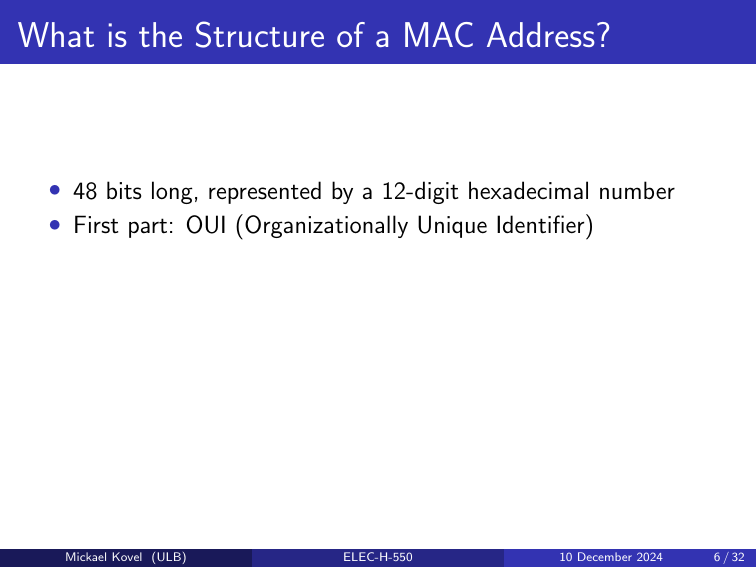 What is the Structure of a MAC Address?
• 48 bits long, represented by a 12-digit hexadecimal number
• First part: OUI (Organizationally Unique Identifier)
Mickael Kovel (ULB) ELEC-H-550 10 December 2024 6 / 32